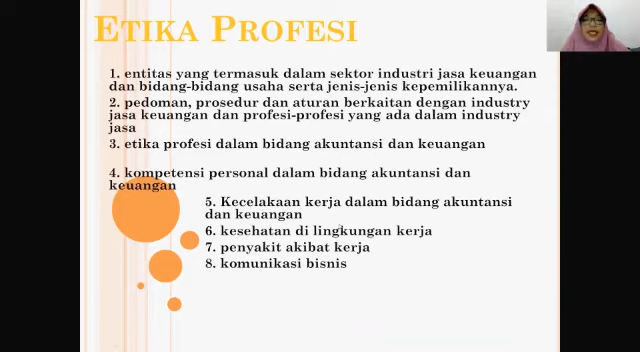 ETIKA PROFESI
1. entitas yang termasuk dalam sektor industri jasa keuangan
dan bidang-bidang usaha serta jenis-jenis kepemilikannya.
2. pedoman, prosedur dan aturan berkaitan dengan industry
jasa keuangan dan profesi-profesi yang ada dalam industry
jasa
3. etika profesi dalam bidang akuntansi dan keuangan
4. kompetensi personal dalam bidang akuntansi dan
keuangan
5. Kecelakaan kerja dalam bidang akuntansi
dan keuangan
6. kesehatan di lingkungan kerja
7. penyakit akibat kerja
8. komunikasi bisnis